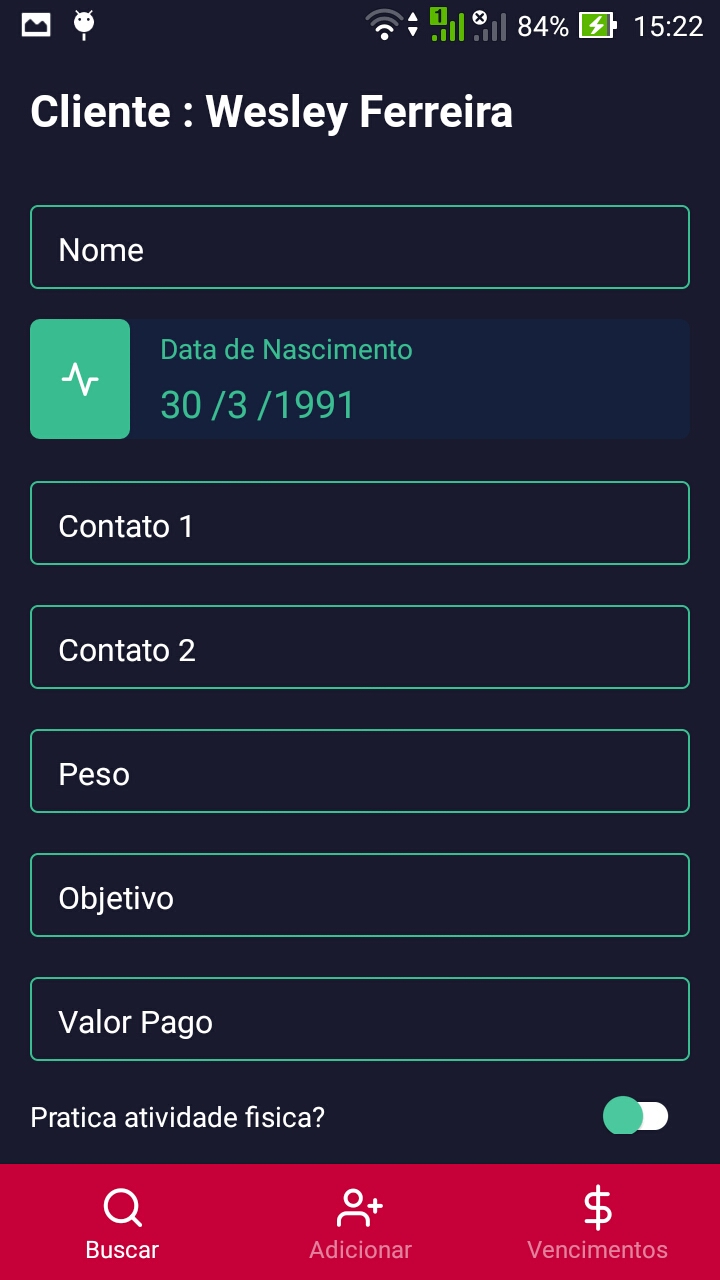 1 84% 15:22
Cliente : Wesley Ferreira
Nome
Data de Nascimento
30 /3 /1991
Contato 1
Contato 2
Peso
Objetivo
Valor Pago
Pratica atividade fisica?
Buscar Adicionar Vencimentos